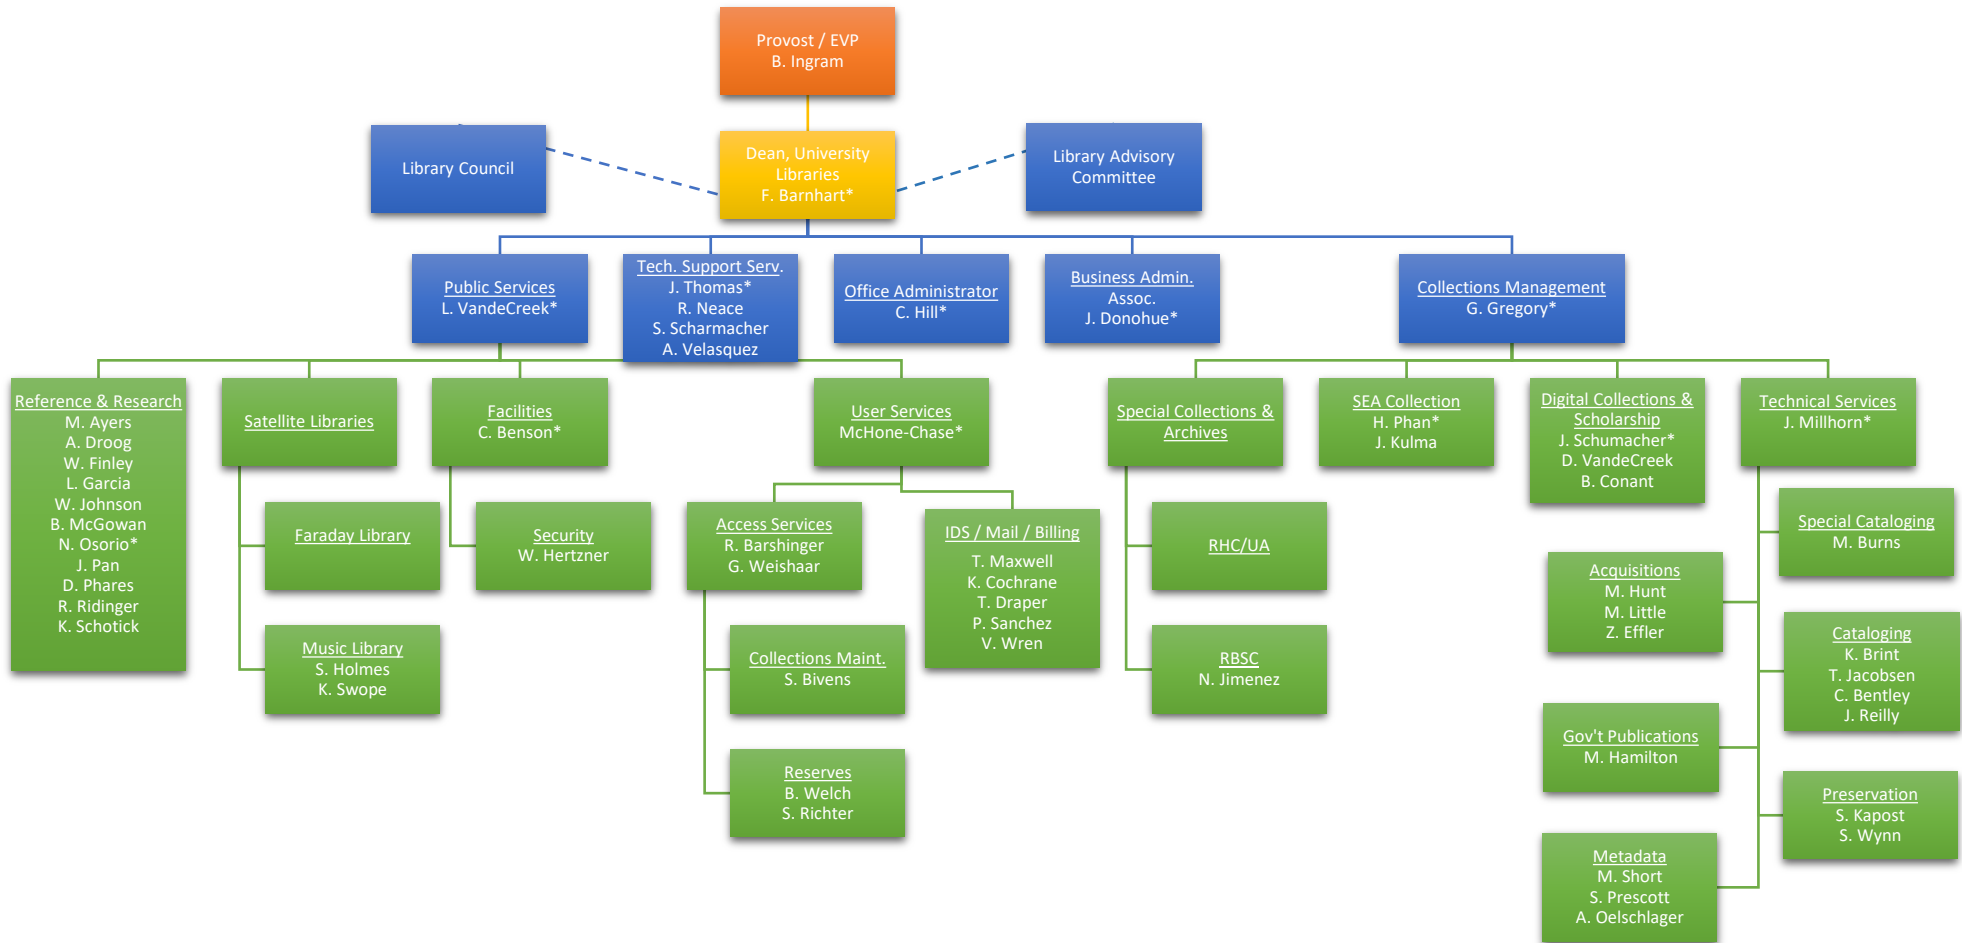 Provost / EVP
B. Ingram
Library Council
Dean, University
Libraries
F. Barnhart*
Library Advisory
Committee
Public Services
L. VandeCreek*
Tech. Support Serv.
J. Thomas*
R. Neace
S. Scharmacher
A. Velasquez
Office Administrator
C. Hill*
Business Admin.
Assoc.
J. Donohue*
Collections Management
G. Gregory*
Reference & Research
M. Ayers
A. Droog
W. Finley
L. Garcia
W. Johnson
B. McGowan
N. Osorio*
J. Pan
D. Phares
R. Ridinger
K. Schotick
Satellite Libraries
Faraday Library
Music Library
S. Holmes
K. Swope
Facilities
C. Benson*
Security
W. Hertzner
User Services
McHone-Chase*
Access Services
R. Barshinger
G. Weishaar
Collections Maint.
S. Bivens
Reserves
B. Welch
S. Richter
IDS / Mail / Billing
T. Maxwell
K. Cochrane
T. Draper
P. Sanchez
V. Wren
Special Collections &
Archives
RHC/UA
RBSC
N. Jimenez
SEA Collection
H. Phan*
J. Kulma
Digital Collections &
Scholarship
J. Schumacher*
D. VandeCreek
B. Conant
Technical Services
J. Millhorn*
Special Cataloging
M. Burns
Acquisitions
M. Hunt
M. Little
Z. Effler
Cataloging
K. Brint
T. Jacobsen
C. Bentley
J. Reilly
Gov't Publications
M. Hamilton
Preservation
S. Kapost
S. Wynn
Metadata
M. Short
S. Prescott
A. Oelschlager